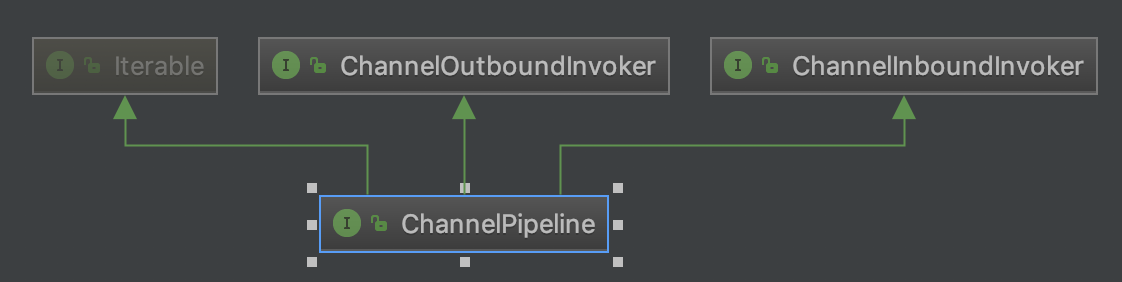 I Iterable
I ChannelOutboundInvoker
I ChannelInboundInvoker
I ChannelPipeline